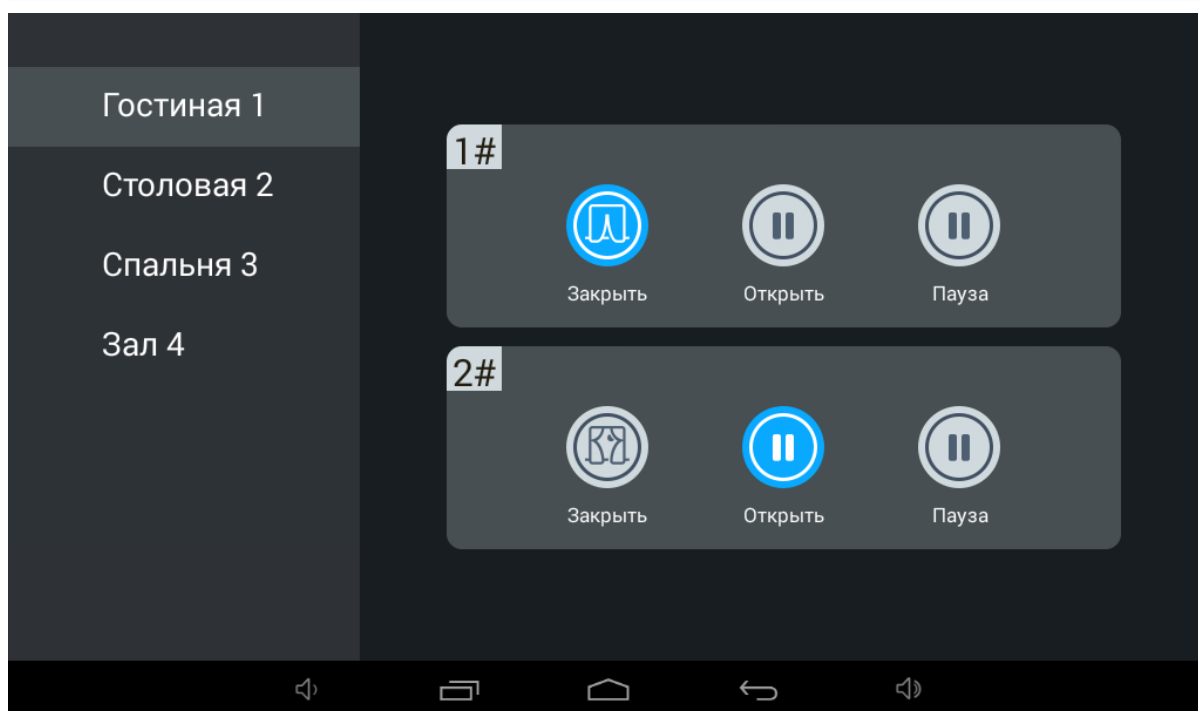 Гостиная 1
Столовая 2
Спальня 3
Зал 4
1#
Закрыть Открыть Пауза
2#
Закрыть Открыть Пауза